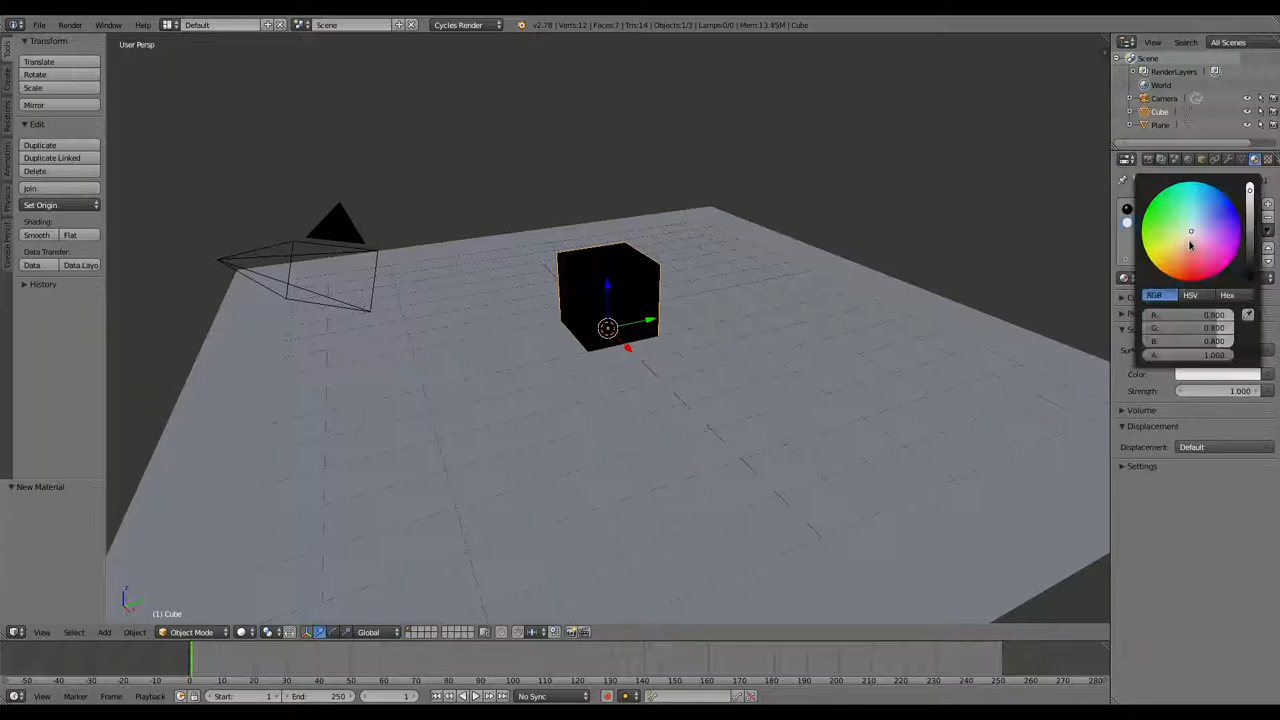 File Render Window Help Default Scene Cycles Render v2.78 | Verts:12 | Faces:7 | Tris:14 | Objects:1/3 | Lamps:0/0 | Mem:13.45M | Cube
View Search All Scenes
Transform
User Persp
Translate
Rotate
Scale
Mirror
Edit
Duplicate
Duplicate Linked
Delete
Join
Set Origin
Shading:
Smooth Flat
Data Transfer:
Data Data Layo
History
Tools
Create
Relations
Animation
Physics
Grease Pencil
Scene
RenderLayers
World
Camera
Cube
Plane
RGB HSV Hex
R: 0.800
G: 0.800
B: 0.800
A: 1.000
Color:
Strength: 1.000
Volume
Displacement
Displacement: Default
Settings
New Material
z
(1) Cube
View Select Add Object Object Mode Global
-50 -40 -30 -20 -10 0 10 20 30 40 50 60 70 80 90 100 110 120 130 140 150 160 170 180 190 200 210 220 230 240 250 260 270 280
View Marker Frame Playback Start: 1 End: 250 1 No Sync